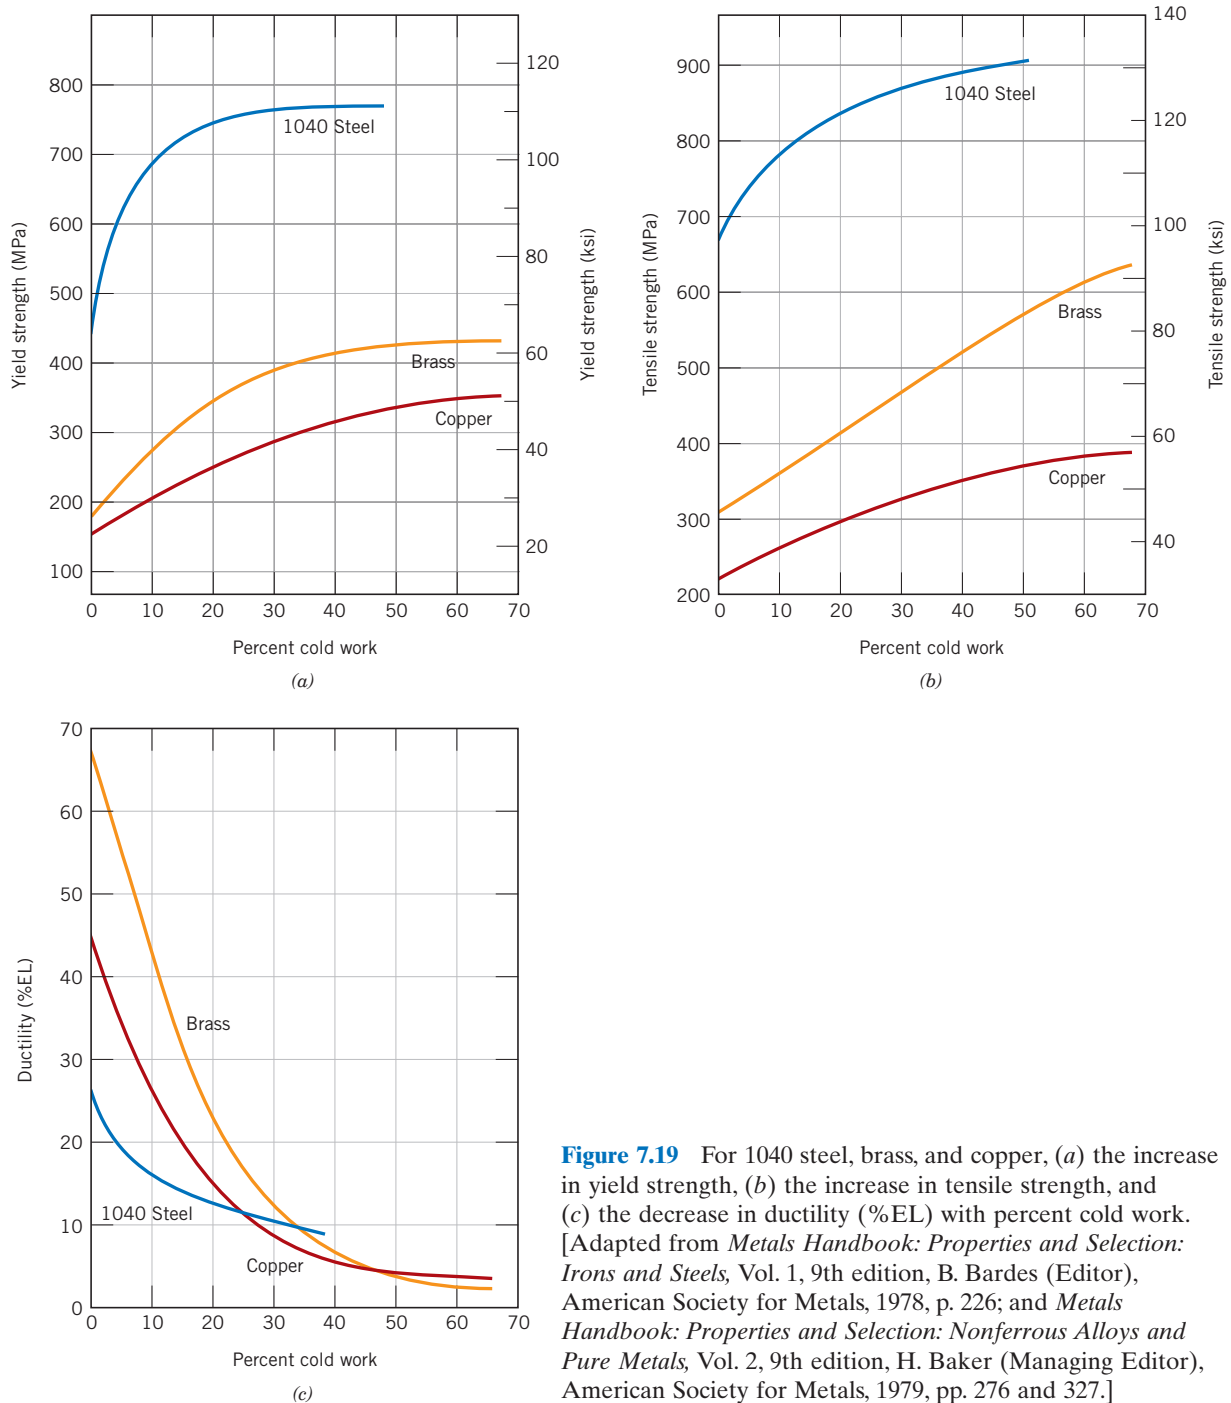 800
700
600
500
400
300
200
100
Yield strength (MPa)
120
100
80
60
40
20
Yield strength (ksi)
1040 Steel
Brass
Copper
0 10 20 30 40 50 60 70
Percent cold work
(a)
900
800
700
600
500
400
300
200
Tensile strength (MPa)
140
120
100
80
60
40
Tensile strength (ksi)
1040 Steel
Brass
Copper
0 10 20 30 40 50 60 70
Percent cold work
(b)
70
60
50
40
30
20
10
0
Ductility (%EL)
Brass
1040 Steel
Copper
0 10 20 30 40 50 60 70
Percent cold work
(c)
Figure 7.19 For 1040 steel, brass, and copper, (a) the increase
in yield strength, (b) the increase in tensile strength, and
(c) the decrease in ductility (%EL) with percent cold work.
[Adapted from Metals Handbook: Properties and Selection:
Irons and Steels, Vol. 1, 9th edition, B. Bardes (Editor),
American Society for Metals, 1978, p. 226; and Metals
Handbook: Properties and Selection: Nonferrous Alloys and
Pure Metals, Vol. 2, 9th edition, H. Baker (Managing Editor),
American Society for Metals, 1979, pp. 276 and 327.]